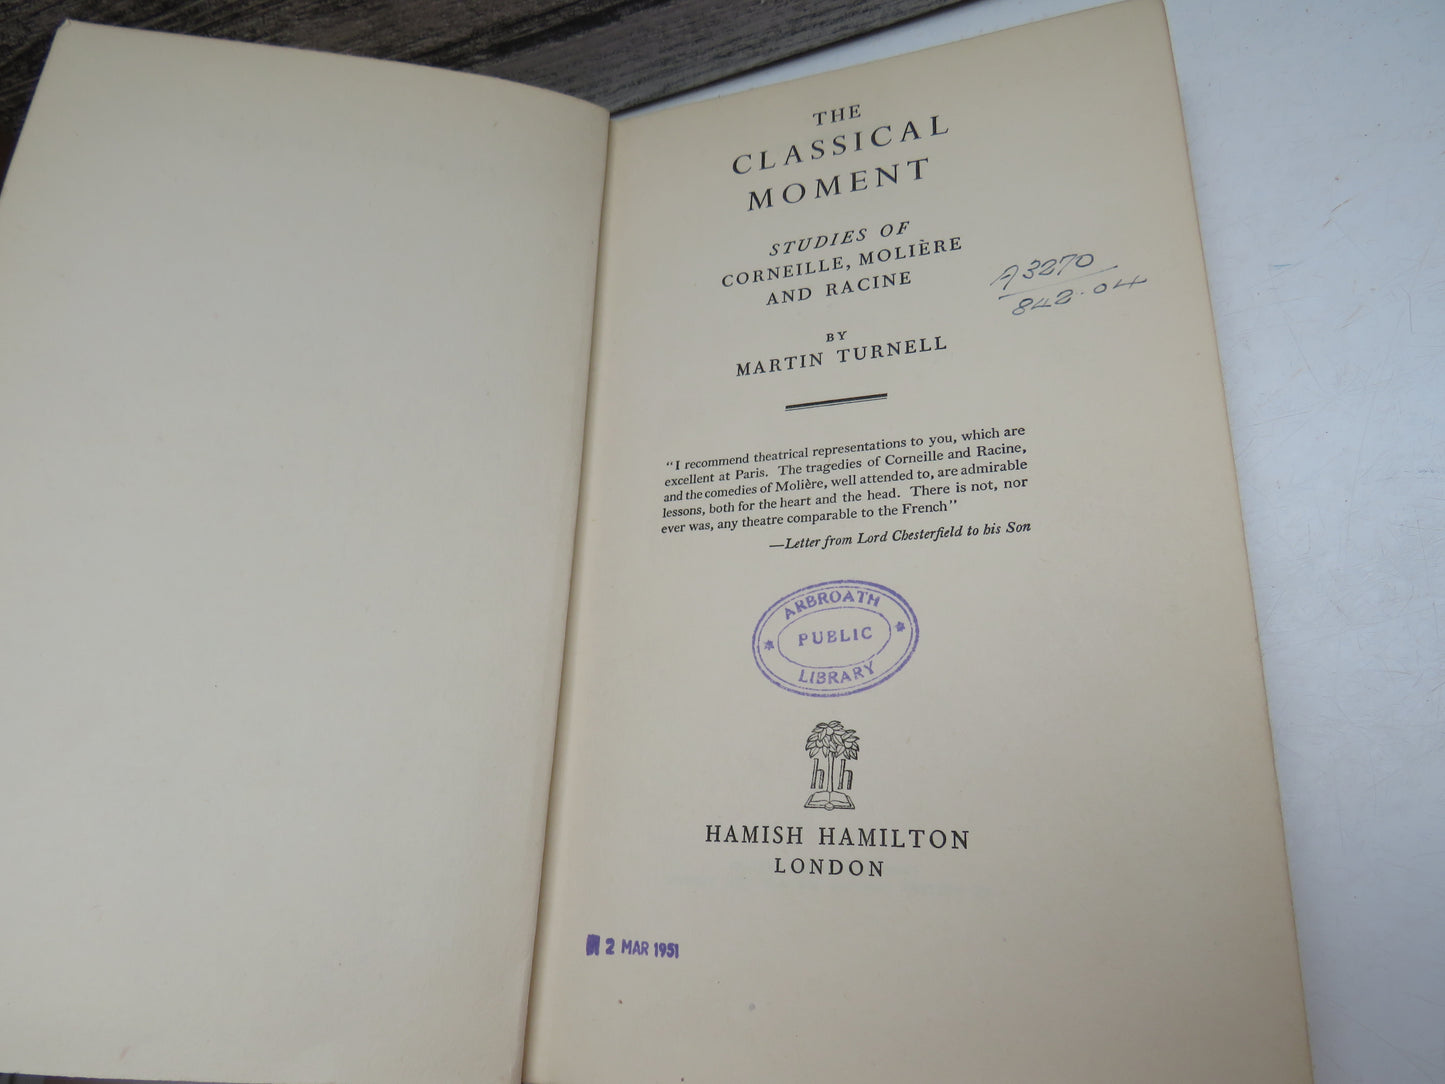 THE
CLASSICAL
MOMENT
STUDIES OF
CORNEILLE, MOLIÈRE
AND RACINE
A3270
842.04
BY
MARTIN TURNELL
"I recommend theatrical representations to you, which are
excellent at Paris. The tragedies of Corneille and Racine,
and the comedies of Molière, well attended to, are admirable
lessons, both for the heart and the head. There is not, nor
ever was, any theatre comparable to the French"
—Letter from Lord Chesterfield to his Son
ARBROATH
* PUBLIC *
LIBRARY
h h
HAMISH HAMILTON
LONDON
2 MAR 1951